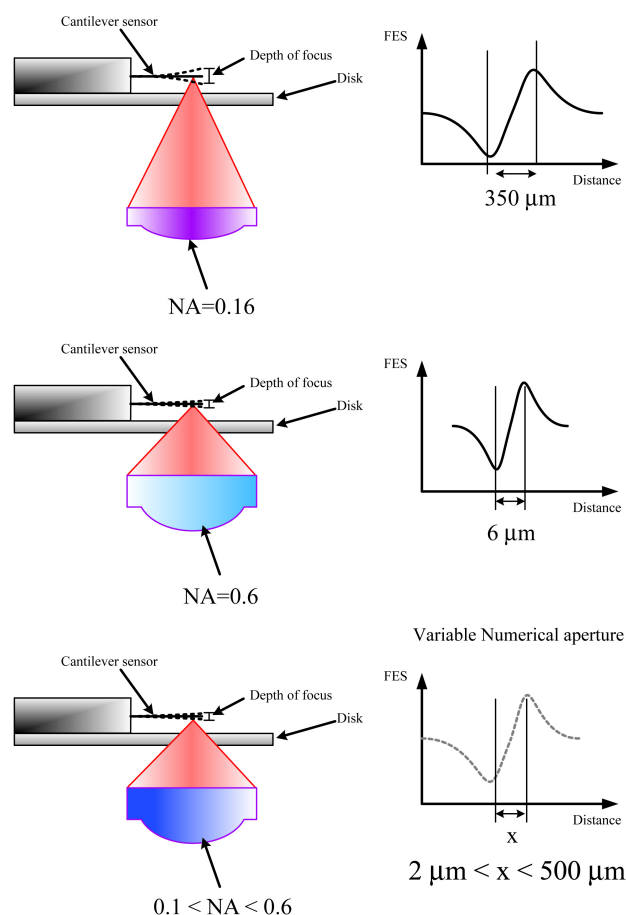 Cantilever sensor
Depth of focus
Disk
NA=0.16
FES
Distance
350 μm
Cantilever sensor
Depth of focus
Disk
NA=0.6
FES
Distance
6 μm
Variable Numerical aperture
Cantilever sensor
Depth of focus
Disk
0.1 < NA < 0.6
FES
Distance
x
2 μm < x < 500 μm